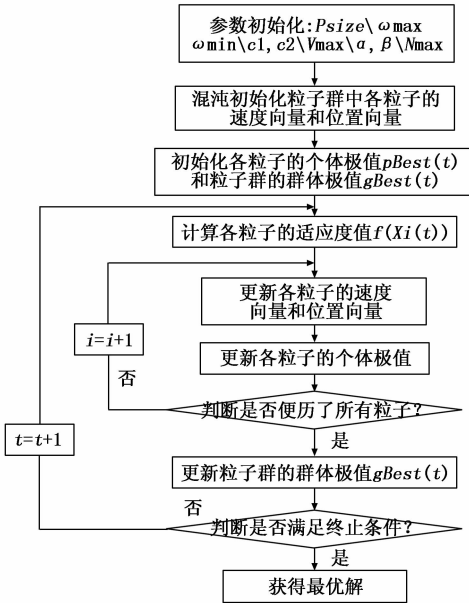 参数初始化:Psize\ωmax
ωmin\c1,c2\Vmax\α,β\Nmax
混沌初始化粒子群中各粒子的
速度向量和位置向量
初始化各粒子的个体极值pBest(t)
和粒子群的群体极值gBest(t)
计算各粒子的适应度值f(Xi(t))
更新各粒子的速度
向量和位置向量
i=i+1
更新各粒子的个体极值
否
判断是否便历了所有粒子?
t=t+1
是
更新粒子群的群体极值gBest(t)
否
判断是否满足终止条件?
是
获得最优解